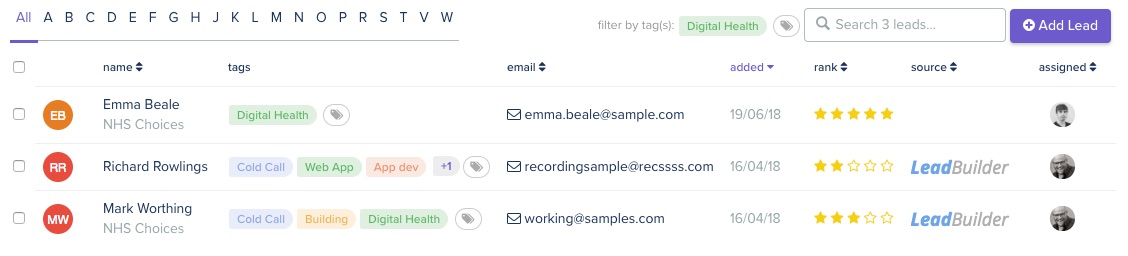 All A B C D E F G H I J K L M N O P R S T V W
filter by tag(s): Digital Health
Search 3 leads...
Add Lead
name tags email added rank source assigned
EB Emma Beale Digital Health emma.beale@sample.com 19/06/18
NHS Choices
RR Richard Rowlings Cold Call Web App App dev +1 recordingsample@recssss.com 16/04/18 LeadBuilder
MW Mark Worthing Cold Call Building Digital Health working@samples.com 16/04/18 LeadBuilder
NHS Choices